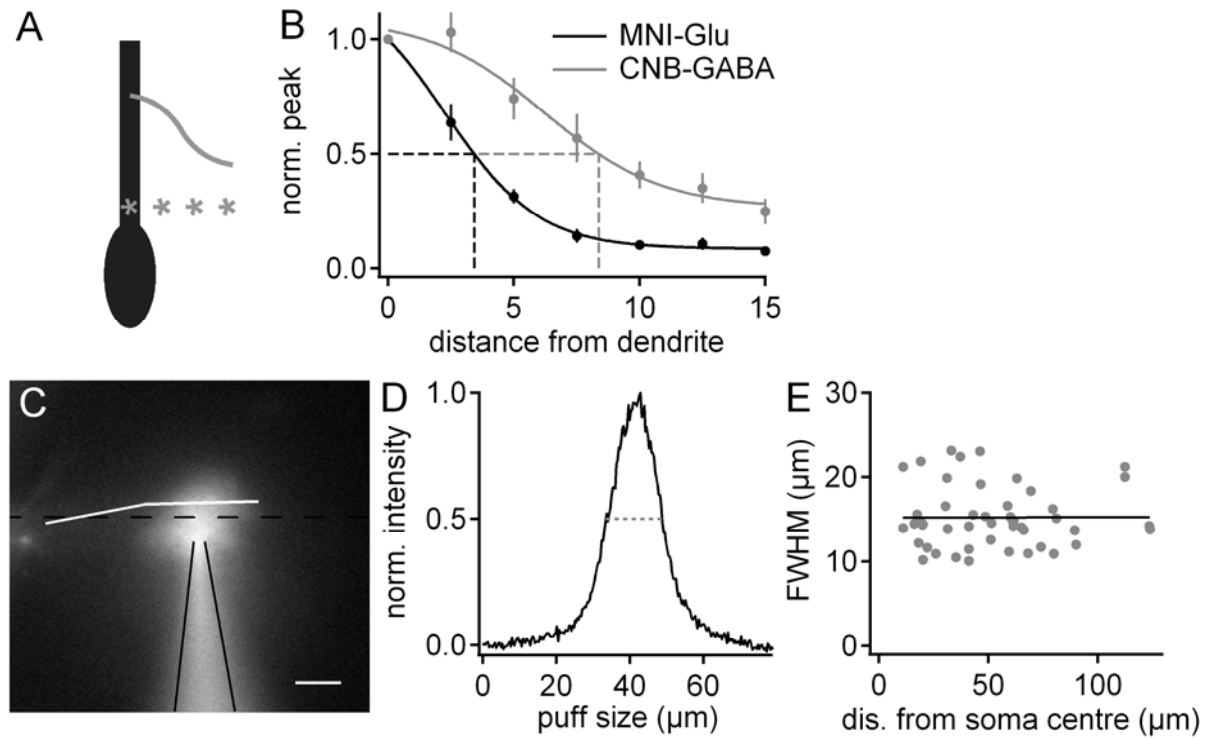 A
* * * *
B
norm. peak
1.0
0.5
0.0
MNI-Glu
CNB-GABA
0 5 10 15
distance from dendrite
C
D
norm. intensity
1.0
0.5
0.0
0 20 40 60
puff size (µm)
E
FWHM (µm)
30
20
10
0
0 50 100
dis. from soma centre (µm)